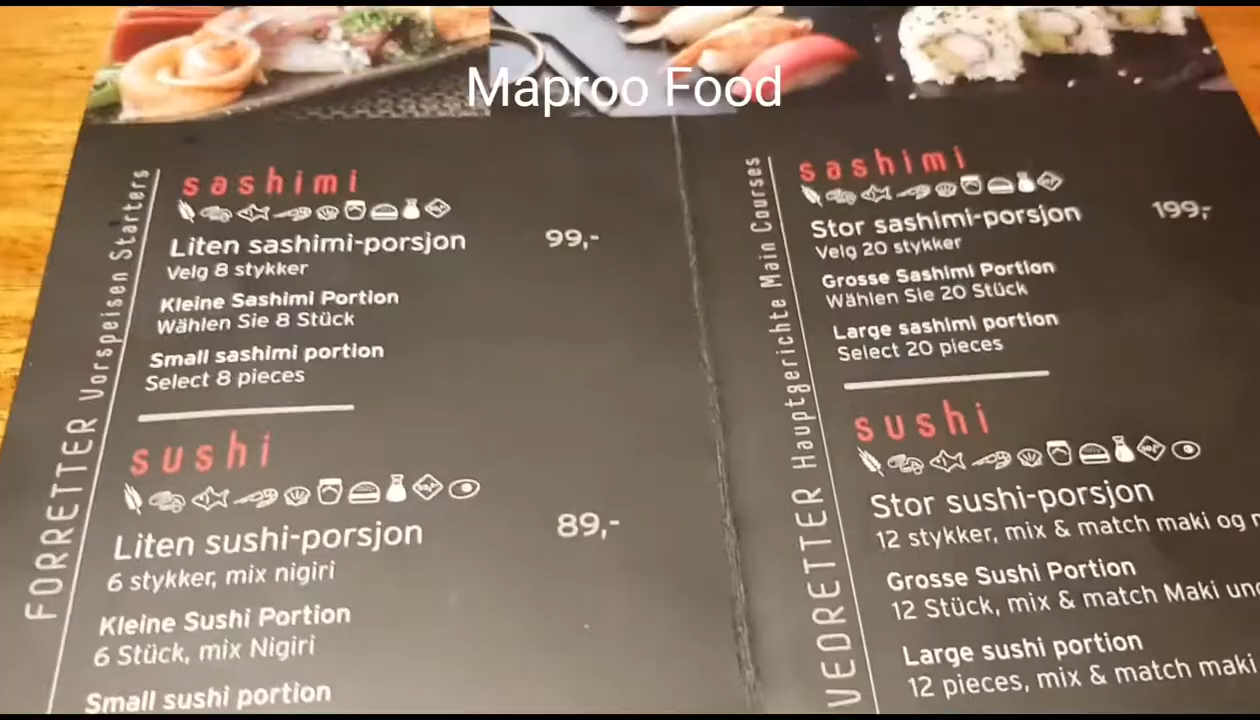 Maproo Food
FORRETTER Vorspeisen Starters
sashimi
Liten sashimi-porsjon 99,-
Velg 8 stykker
Kleine Sashimi Portion
Wählen Sie 8 Stück
Small sashimi portion
Select 8 pieces
sushi
Liten sushi-porsjon 89,-
6 stykker, mix nigiri
Kleine Sushi Portion
6 Stück, mix Nigiri
Small sushi portion
VEDRETTER Hauptgerichte Main Courses
sashimi
Stor sashimi-porsjon 199,-
Velg 20 stykker
Grosse Sashimi Portion
Wählen Sie 20 Stück
Large sashimi portion
Select 20 pieces
sushi
Stor sushi-porsjon
12 stykker, mix & match maki og
Grosse Sushi Portion
12 Stück, mix & match Maki und
Large sushi portion
12 pieces, mix & match maki